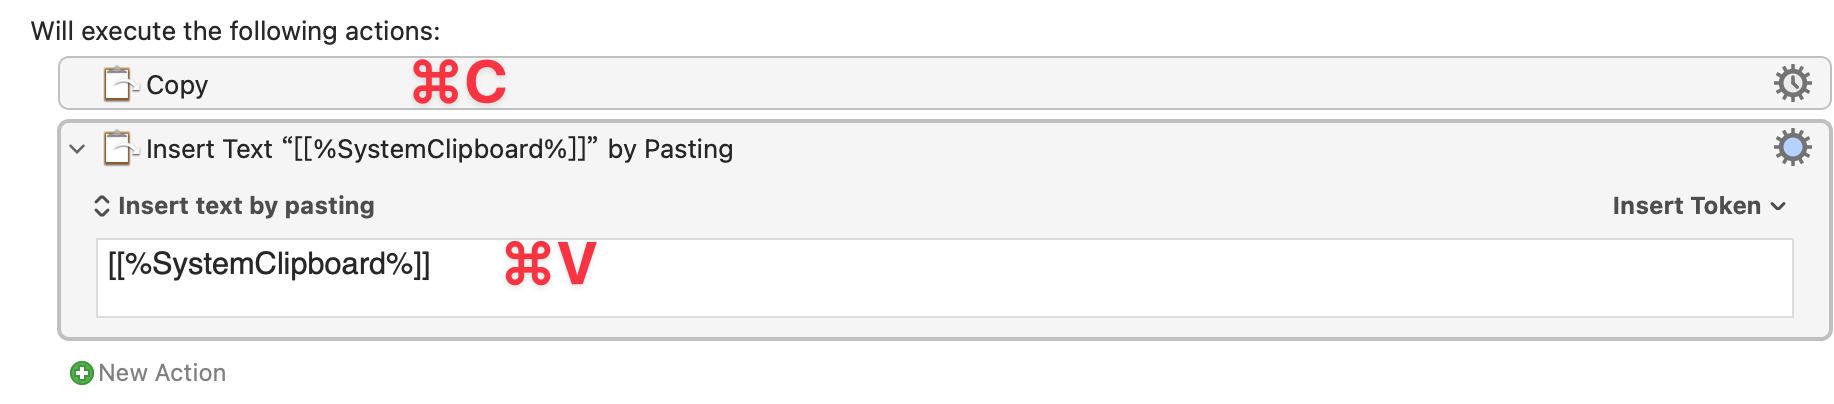 Will execute the following actions:
Copy ⌘C
Insert Text “[[%SystemClipboard%]]” by Pasting
Insert text by pasting Insert Token
[[%SystemClipboard%]] ⌘V
New Action